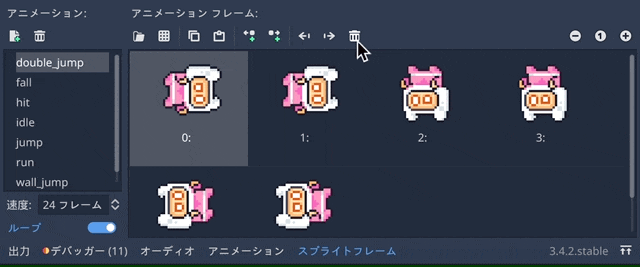 アニメーション:
アニメーション フレーム:
double_jump
fall
hit
idle
jump
run
wall_jump
0:
1:
2:
3:
速度:
24 フレーム
ループ
出力
デバッガー (11)
オーディオ
アニメーション
スプライトフレーム
3.4.2.stable